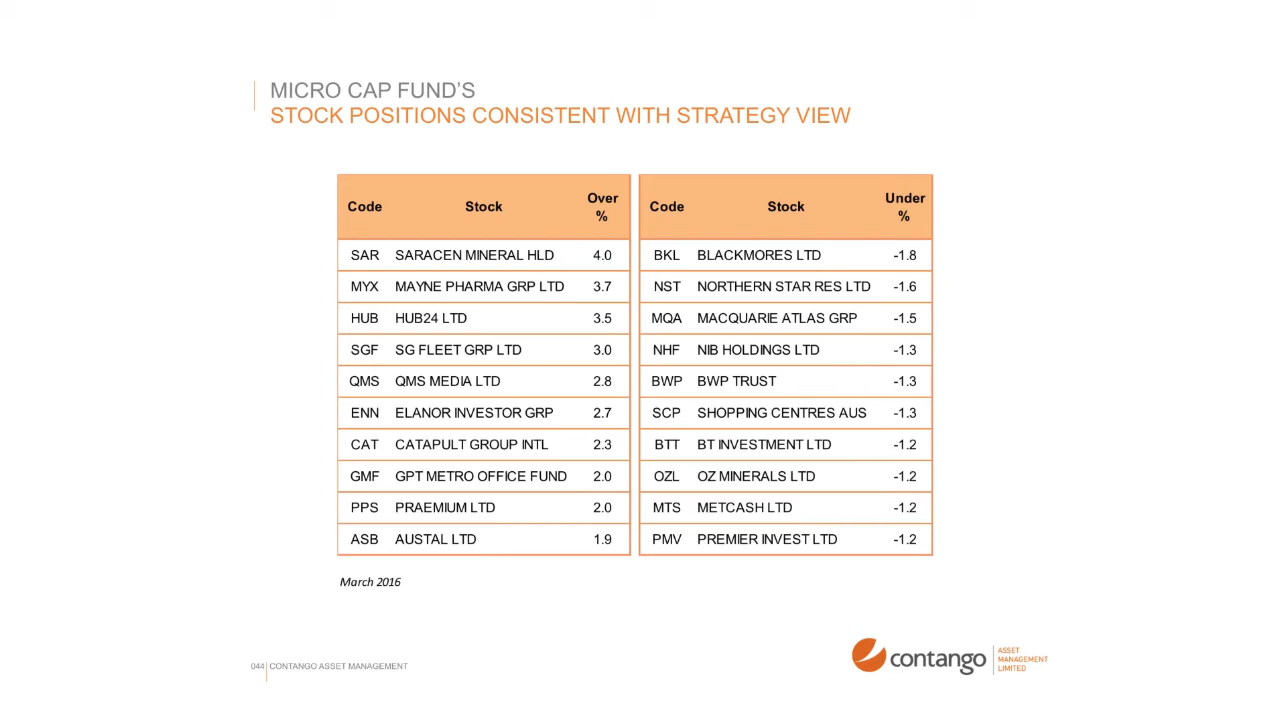 MICRO CAP FUND'S
STOCK POSITIONS CONSISTENT WITH STRATEGY VIEW
Code Stock Over %
SAR SARACEN MINERAL HLD 4.0
MYX MAYNE PHARMA GRP LTD 3.7
HUB HUB24 LTD 3.5
SGF SG FLEET GRP LTD 3.0
QMS QMS MEDIA LTD 2.8
ENN ELANOR INVESTOR GRP 2.7
CAT CATAPULT GROUP INTL 2.3
GMF GPT METRO OFFICE FUND 2.0
PPS PRAEMIUM LTD 2.0
ASB AUSTAL LTD 1.9
Code Stock Under %
BKL BLACKMORES LTD -1.8
NST NORTHERN STAR RES LTD -1.6
MQA MACQUARIE ATLAS GRP -1.5
NHF NIB HOLDINGS LTD -1.3
BWP BWP TRUST -1.3
SCP SHOPPING CENTRES AUS -1.3
BTT BT INVESTMENT LTD -1.2
OZL OZ MINERALS LTD -1.2
MTS METCASH LTD -1.2
PMV PREMIER INVEST LTD -1.2
March 2016
044 CONTANGO ASSET MANAGEMENT
contango
ASSET
MANAGEMENT
LIMITED